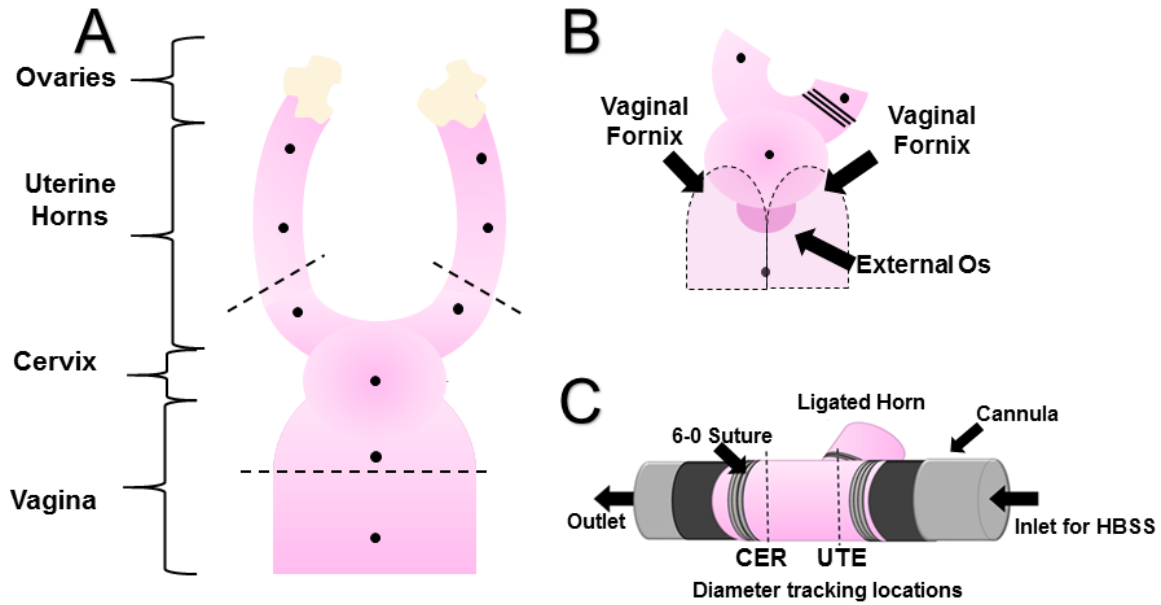 A
Ovaries
Uterine
Horns
Cervix
Vagina
B
Vaginal
Fornix
Vaginal
Fornix
External Os
C
Ligated Horn
Cannula
6-0 Suture
Outlet
Inlet for HBSS
CER
UTE
Diameter tracking locations